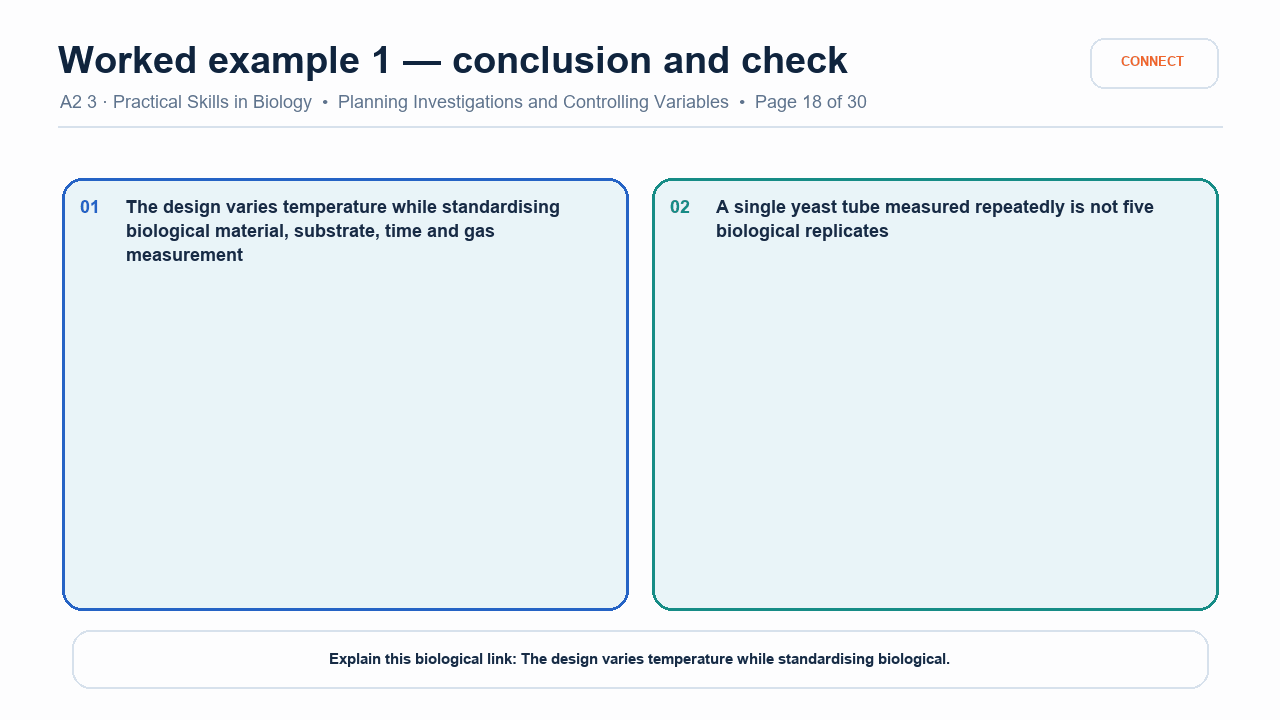 Worked example 1 — conclusion and check
CONNECT
A2 3 · Practical Skills in Biology • Planning Investigations and Controlling Variables • Page 18 of 30
01
The design varies temperature while standardising
biological material, substrate, time and gas
measurement
02
A single yeast tube measured repeatedly is not five
biological replicates
Explain this biological link: The design varies temperature while standardising biological.